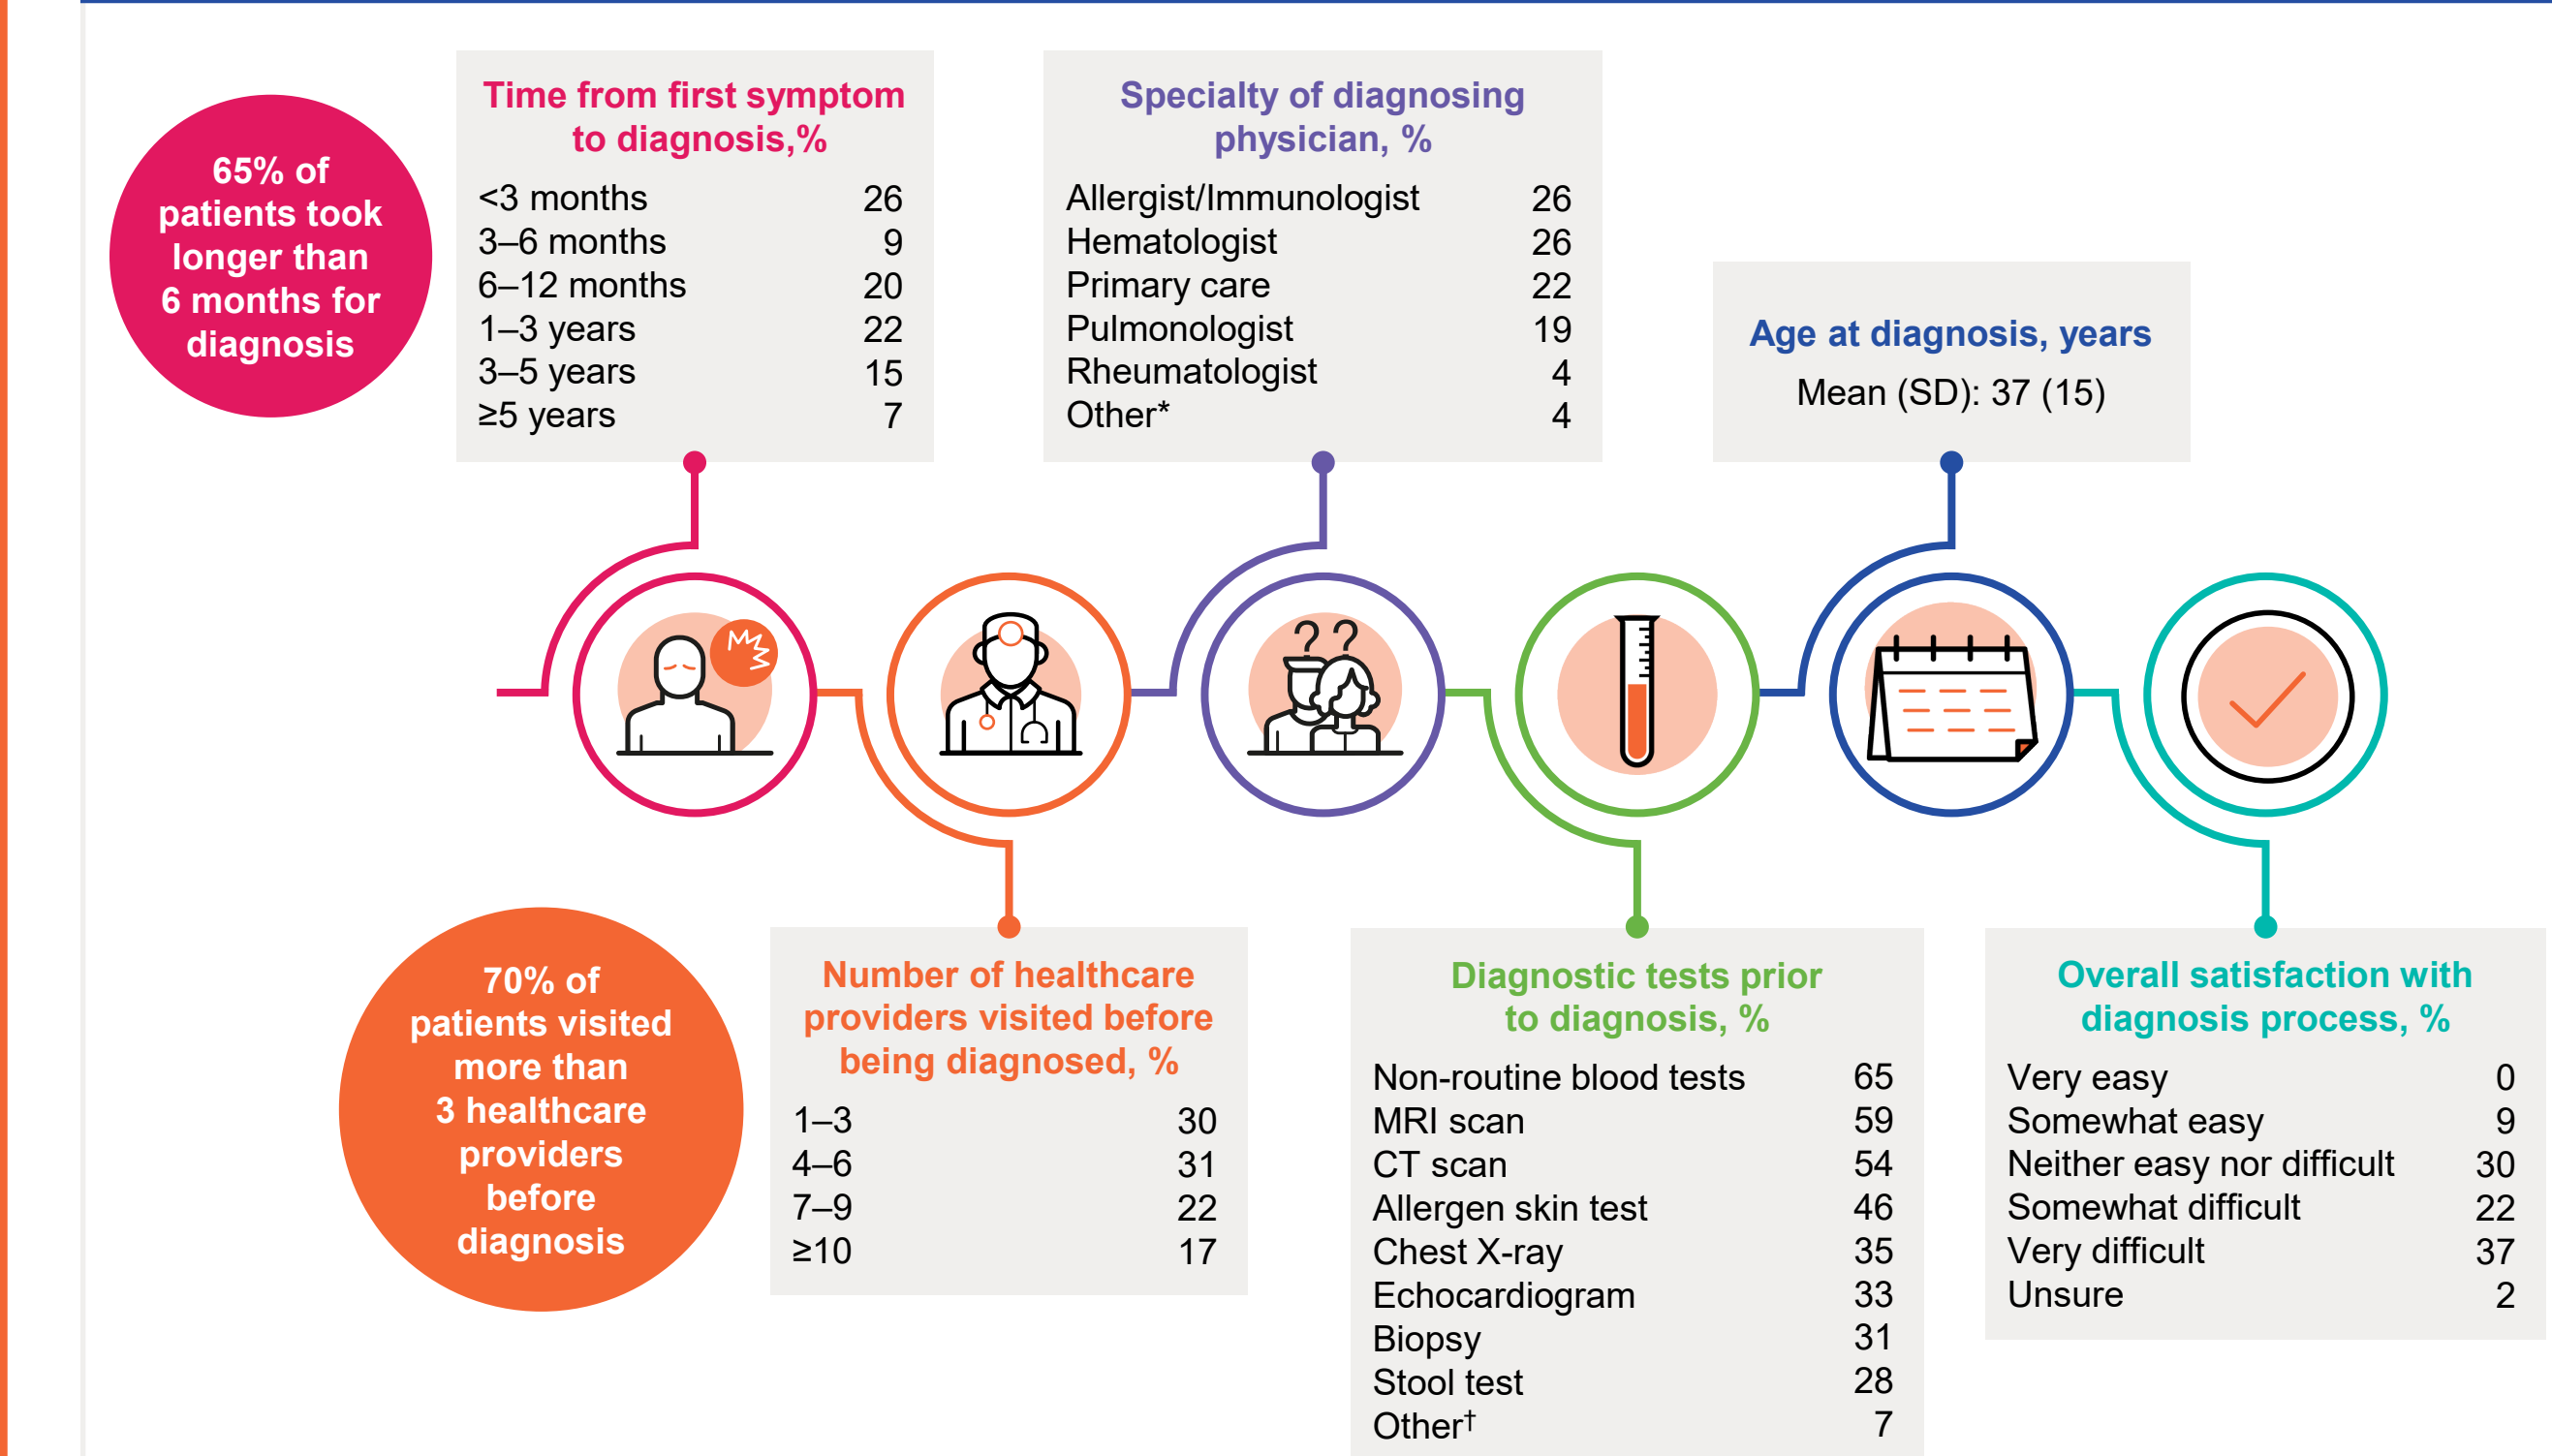 65% of
patients took
longer than
6 months for
diagnosis
Time from first symptom
to diagnosis,%
<3 months 26
3–6 months 9
6–12 months 20
1–3 years 22
3–5 years 15
≥5 years 7
Specialty of diagnosing
physician, %
Allergist/Immunologist 26
Hematologist 26
Primary care 22
Pulmonologist 19
Rheumatologist 4
Other* 4
Age at diagnosis, years
Mean (SD): 37 (15)
? ?
70% of
patients visited
more than
3 healthcare
providers
before
diagnosis
Number of healthcare
providers visited before
being diagnosed, %
1–3 30
4–6 31
7–9 22
≥10 17
Diagnostic tests prior
to diagnosis, %
Non-routine blood tests 65
MRI scan 59
CT scan 54
Allergen skin test 46
Chest X-ray 35
Echocardiogram 33
Biopsy 31
Stool test 28
Other† 7
Overall satisfaction with
diagnosis process, %
Very easy 0
Somewhat easy 9
Neither easy nor difficult 30
Somewhat difficult 22
Very difficult 37
Unsure 2